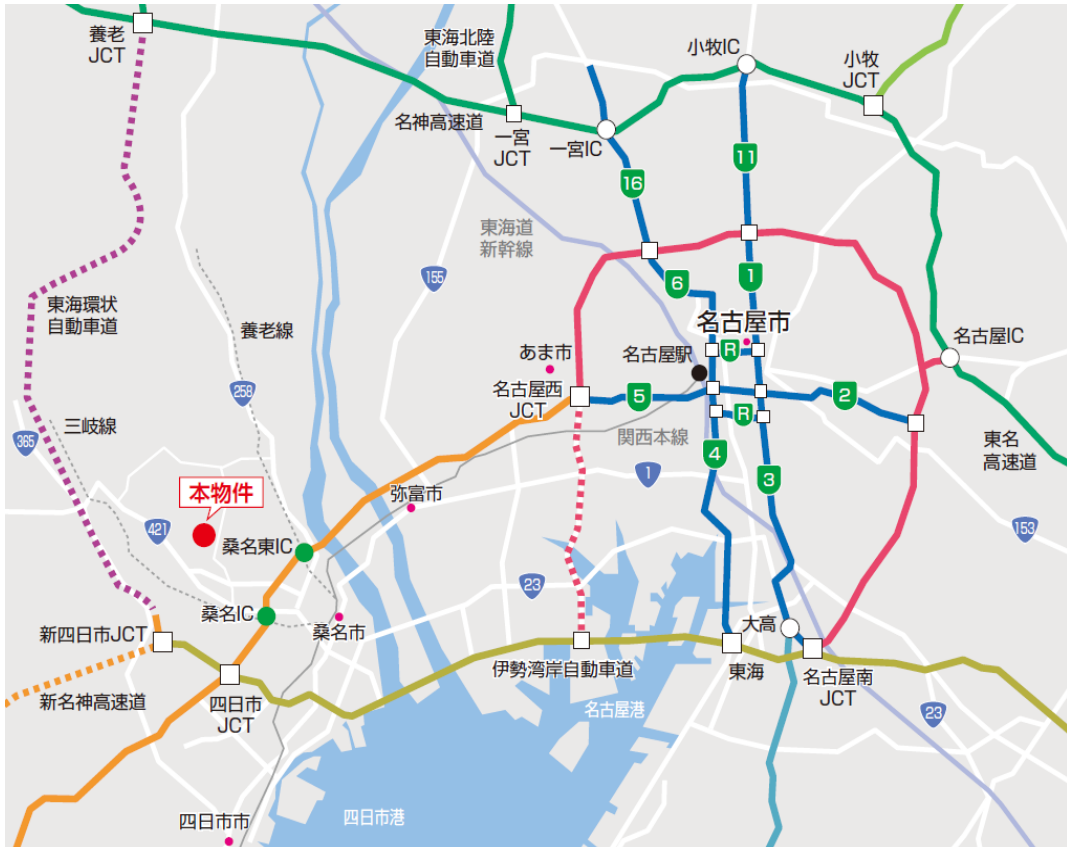 養老
JCT
東海北陸
自動車道
小牧IC
小牧
JCT
名神高速道
一宮
JCT
一宮IC
11
16
東海道
新幹線
155
6
1
東海環状
自動車道
養老線
名古屋市
R
名古屋駅
名古屋IC
あま市
名古屋西
JCT
5
2
R
258
三岐線
365
関西本線
4
3
1
東名
高速道
本物件
弥富市
421
桑名東IC
153
23
桑名IC
桑名市
新四日市JCT
大高
伊勢湾岸自動車道
東海
名古屋南
JCT
新名神高速道
四日市
JCT
名古屋港
23
四日市港
四日市市